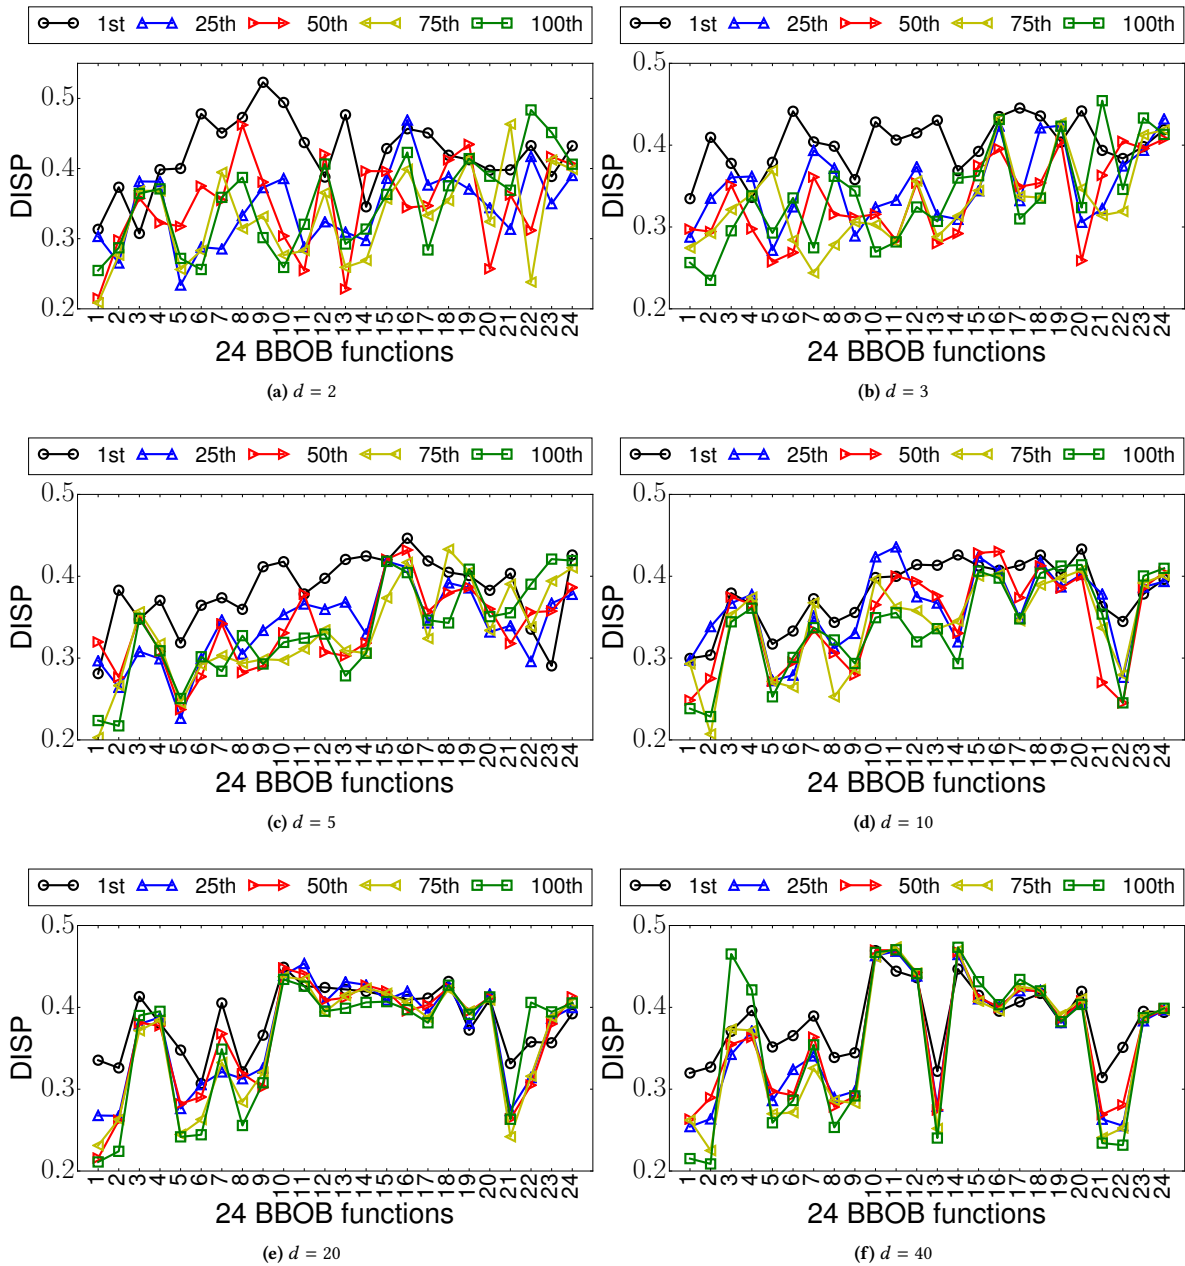 1st 25th 50th 75th 100th
0.5
0.4
0.3
0.2
DISP
1 2 3 4 5 6 7 8 9 10 11 12 13 14 15 16 17 18 19 20 21 22 23 24
24 BBOB functions
(a) d = 2
1st 25th 50th 75th 100th
0.5
0.4
0.3
0.2
DISP
1 2 3 4 5 6 7 8 9 10 11 12 13 14 15 16 17 18 19 20 21 22 23 24
24 BBOB functions
(b) d = 3
1st 25th 50th 75th 100th
0.5
0.4
0.3
0.2
DISP
1 2 3 4 5 6 7 8 9 10 11 12 13 14 15 16 17 18 19 20 21 22 23 24
24 BBOB functions
(c) d = 5
1st 25th 50th 75th 100th
0.5
0.4
0.3
0.2
DISP
1 2 3 4 5 6 7 8 9 10 11 12 13 14 15 16 17 18 19 20 21 22 23 24
24 BBOB functions
(d) d = 10
1st 25th 50th 75th 100th
0.5
0.4
0.3
0.2
DISP
1 2 3 4 5 6 7 8 9 10 11 12 13 14 15 16 17 18 19 20 21 22 23 24
24 BBOB functions
(e) d = 20
1st 25th 50th 75th 100th
0.5
0.4
0.3
0.2
DISP
1 2 3 4 5 6 7 8 9 10 11 12 13 14 15 16 17 18 19 20 21 22 23 24
24 BBOB functions
(f) d = 40